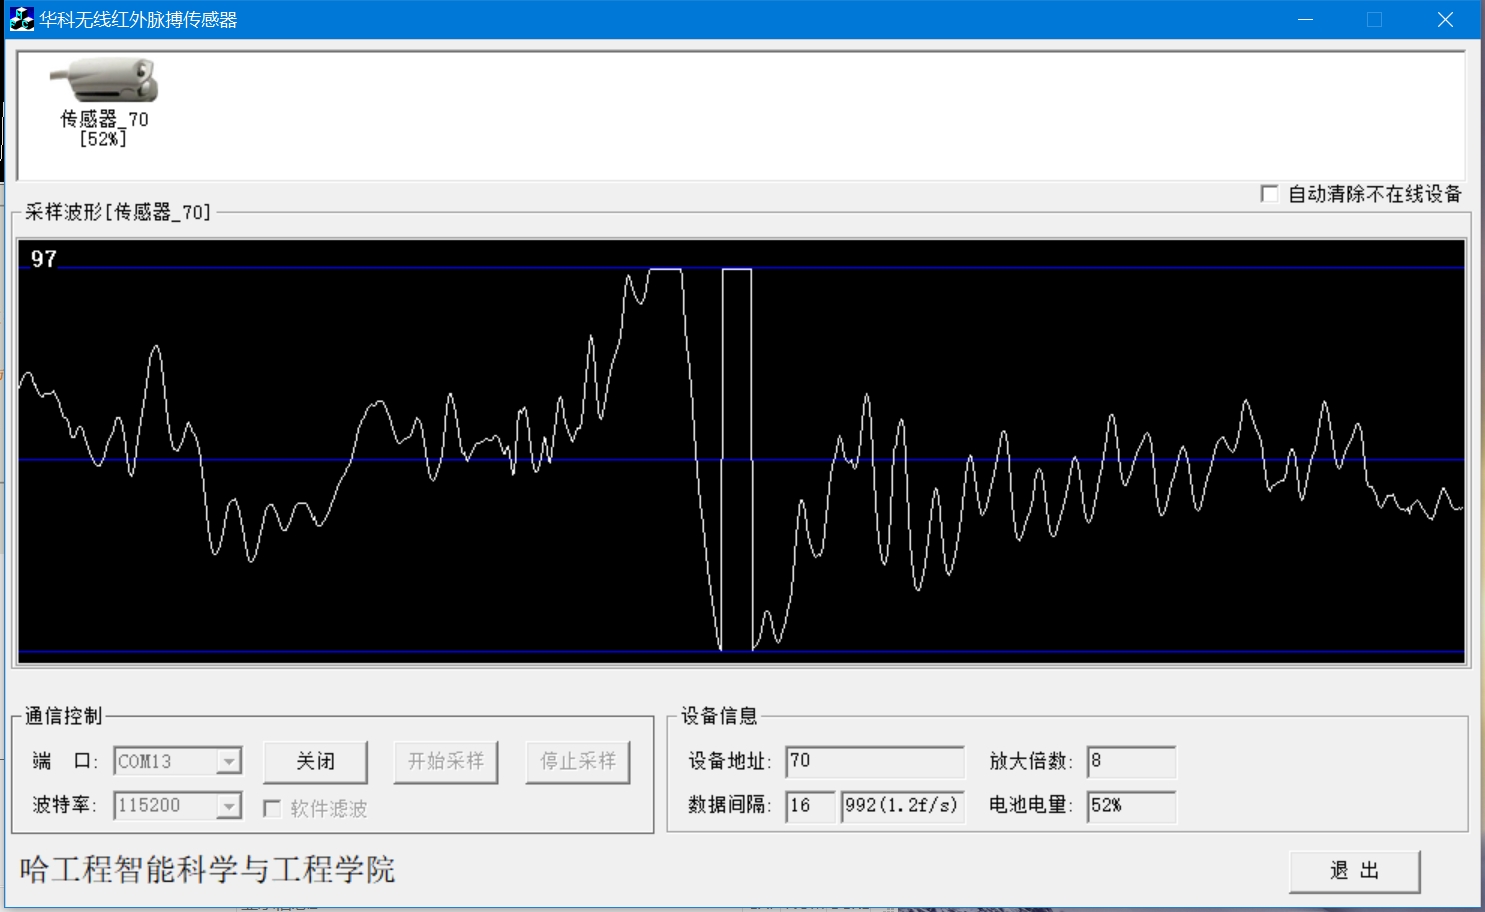 华科无线红外脉搏传感器
传感器_70
[52%]
自动清除不在线设备
采样波形[传感器_70]
97
通信控制
端 口: COM13 关闭 开始采样 停止采样
波特率: 115200 软件滤波
设备信息
设备地址: 70 放大倍数: 8
数据间隔: 16 992(1.2f/s) 电池电量: 52%
哈工程智能科学与工程学院
退 出